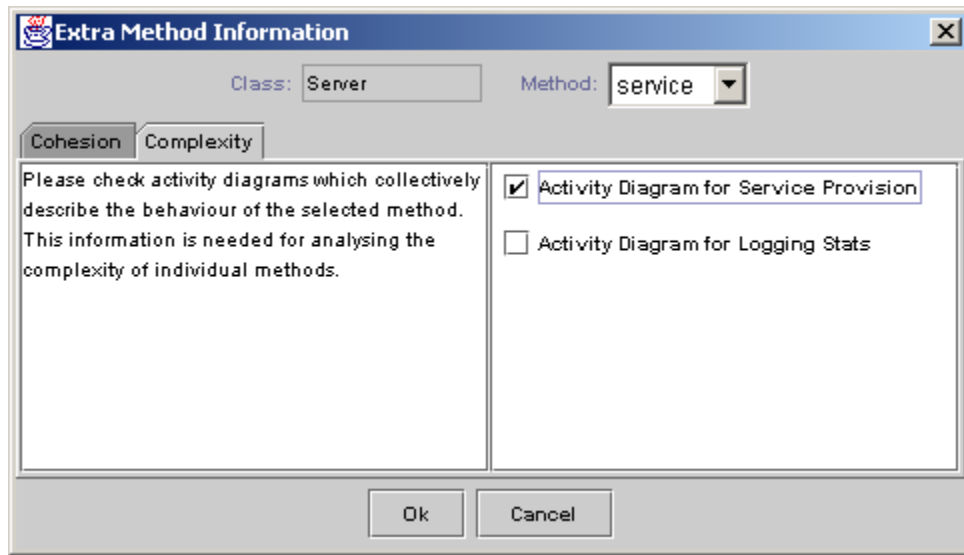 Extra Method Information
Class: Server Method: service
Cohesion Complexity
Please check activity diagrams which collectively
describe the behaviour of the selected method.
This information is needed for analysing the
complexity of individual methods.
Activity Diagram for Service Provision
Activity Diagram for Logging Stats
Ok Cancel